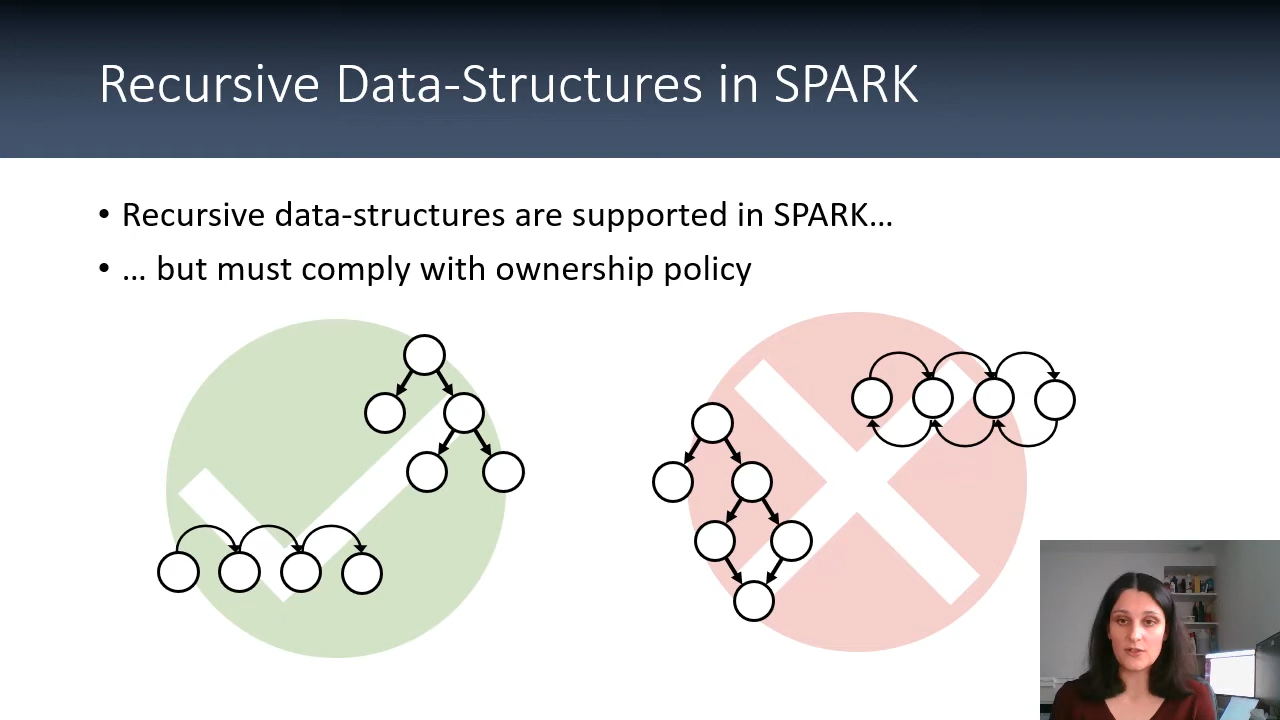 Recursive Data-Structures in SPARK
• Recursive data-structures are supported in SPARK…
• … but must comply with ownership policy